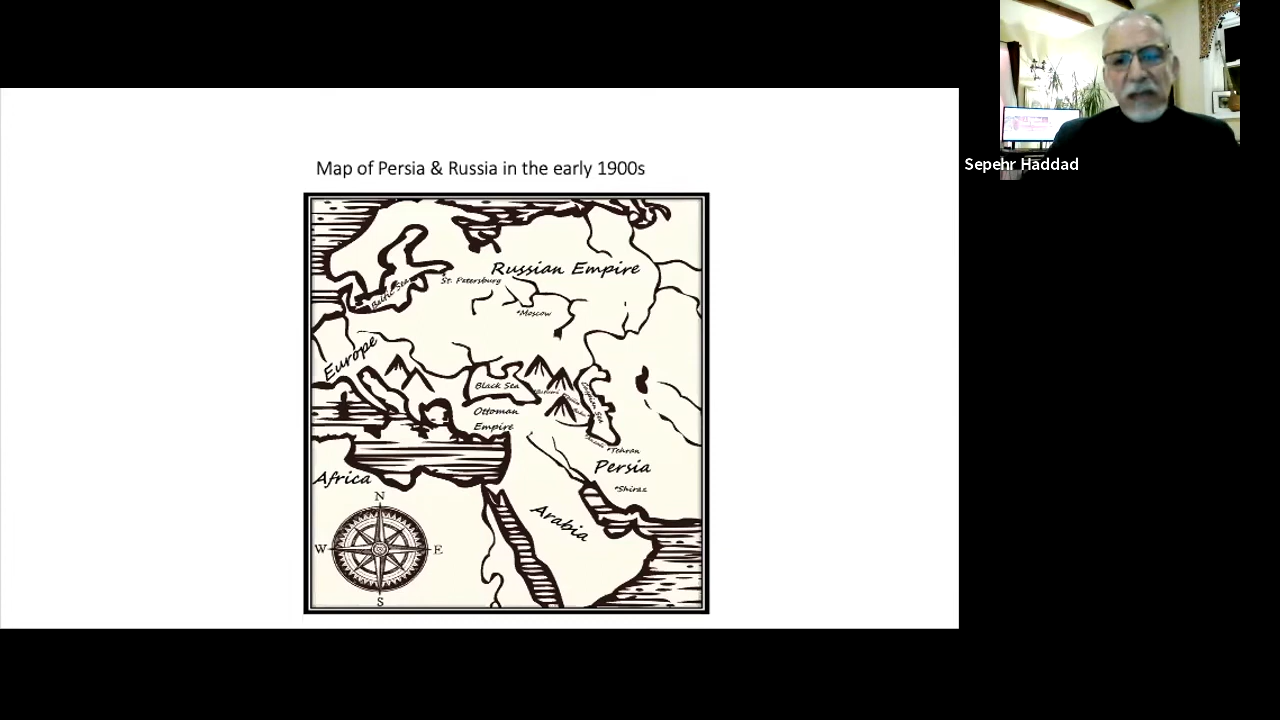 Map of Persia & Russia in the early 1900s
Russian Empire
St. Petersburg
Baltic Sea
*Moscow
Europe
Black Sea
Caspian Sea
Ottoman
Empire
*Tehran
Persia
Africa
*Shiraz
Arabia
N
W
E
S
Sepehr Haddad